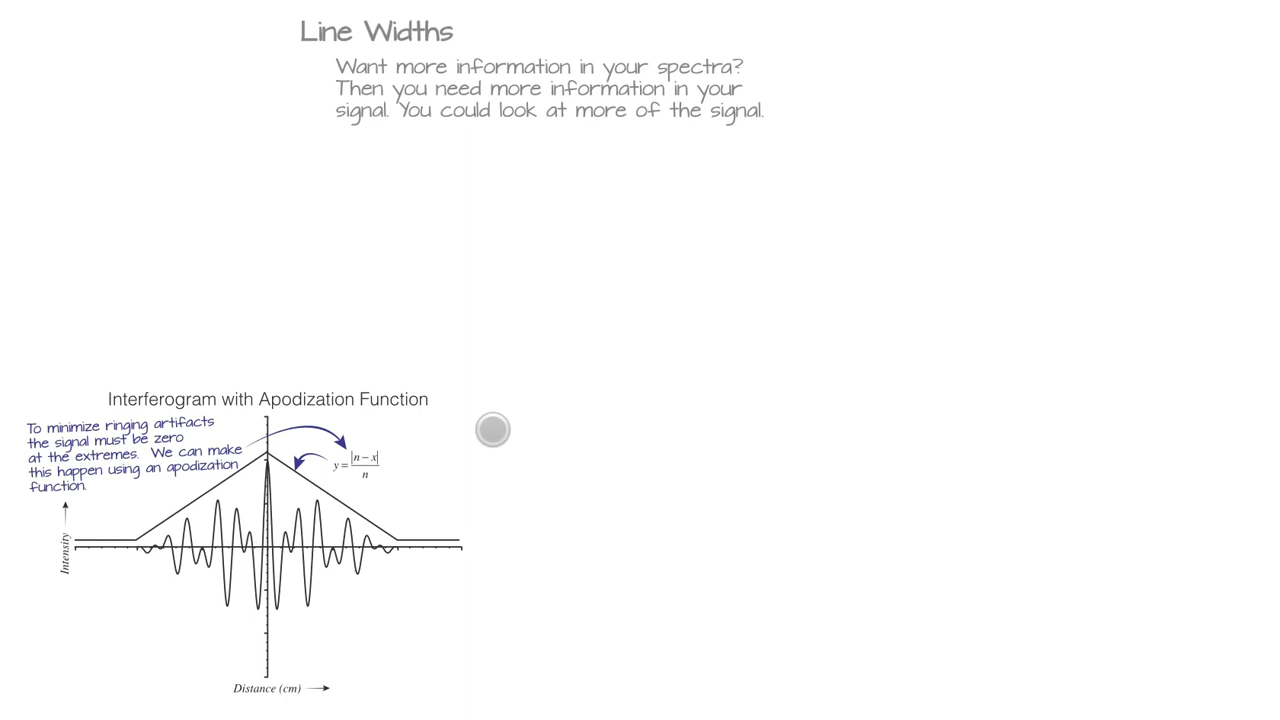 Line Widths
Want more information in your spectra?
Then you need more information in your
signal. You could look at more of the signal.
Interferogram with Apodization Function
To minimize ringing artifacts
the signal must be zero
at the extremes. We can make
this happen using an apodization
function.
y = |n – x| / n
Intensity
Distance (cm)